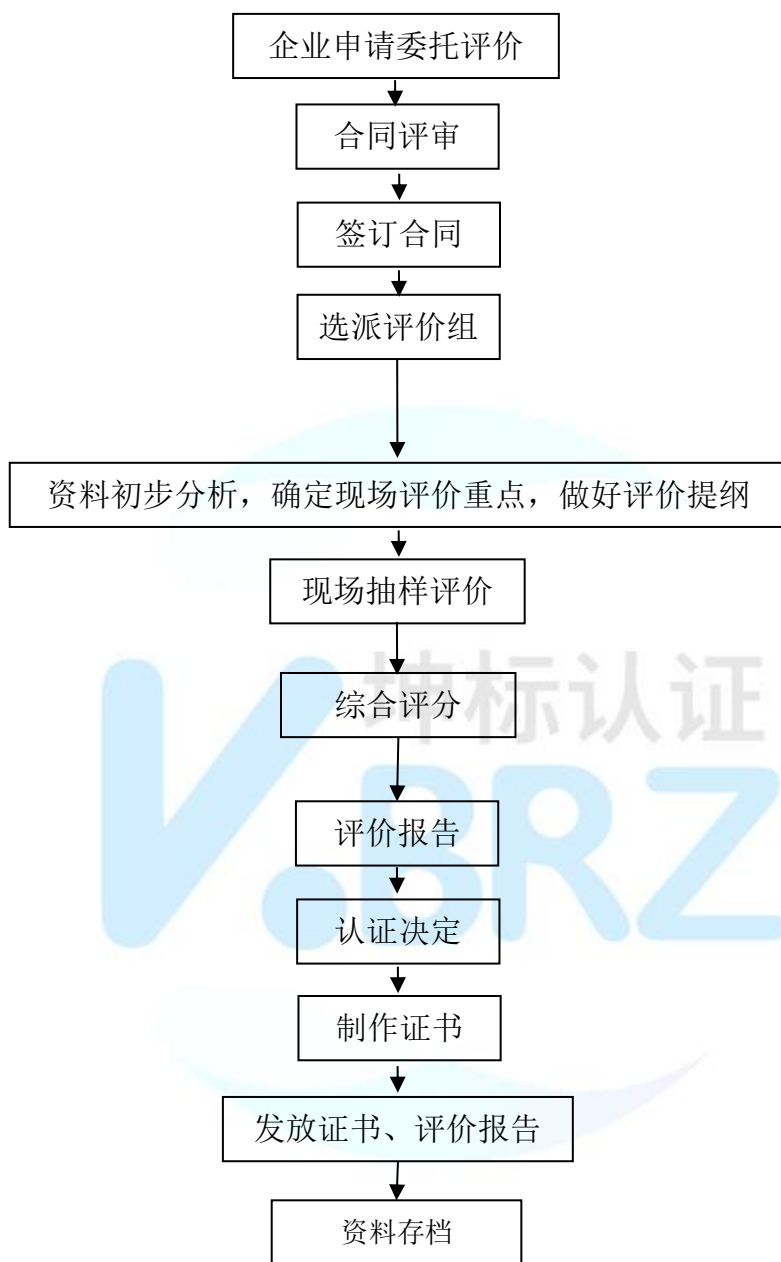 企业申请委托评价
合同评审
签订合同
选派评价组
资料初步分析，确定现场评价重点，做好评价提纲
现场抽样评价
坤标认证
综合评分
V.BRZ
评价报告
认证决定
制作证书
发放证书、评价报告
资料存档